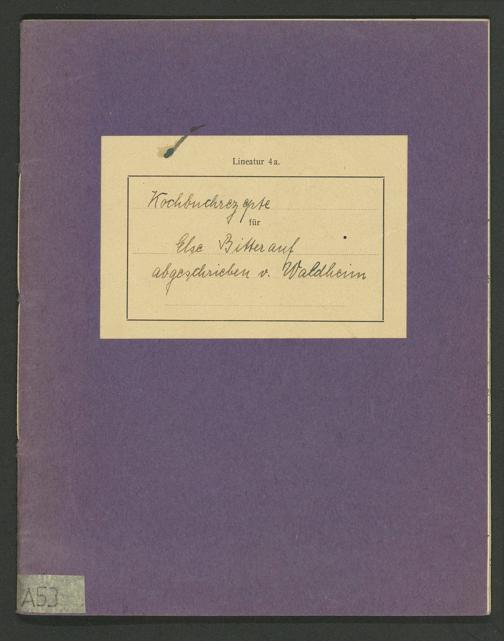 Lineatur 4a.
Kochbuchrezepte
für
Else Bitterauf
abgeschrieben v. Waldheim
A53